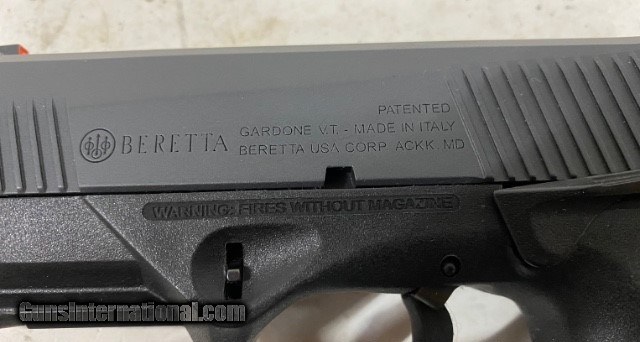 PATENTED
BERETTA
GARDONE V.T. - MADE IN ITALY
BERETTA USA CORP. ACKK. MD
WARNING: FIRES WITHOUT MAGAZINE
GunsInternational.com